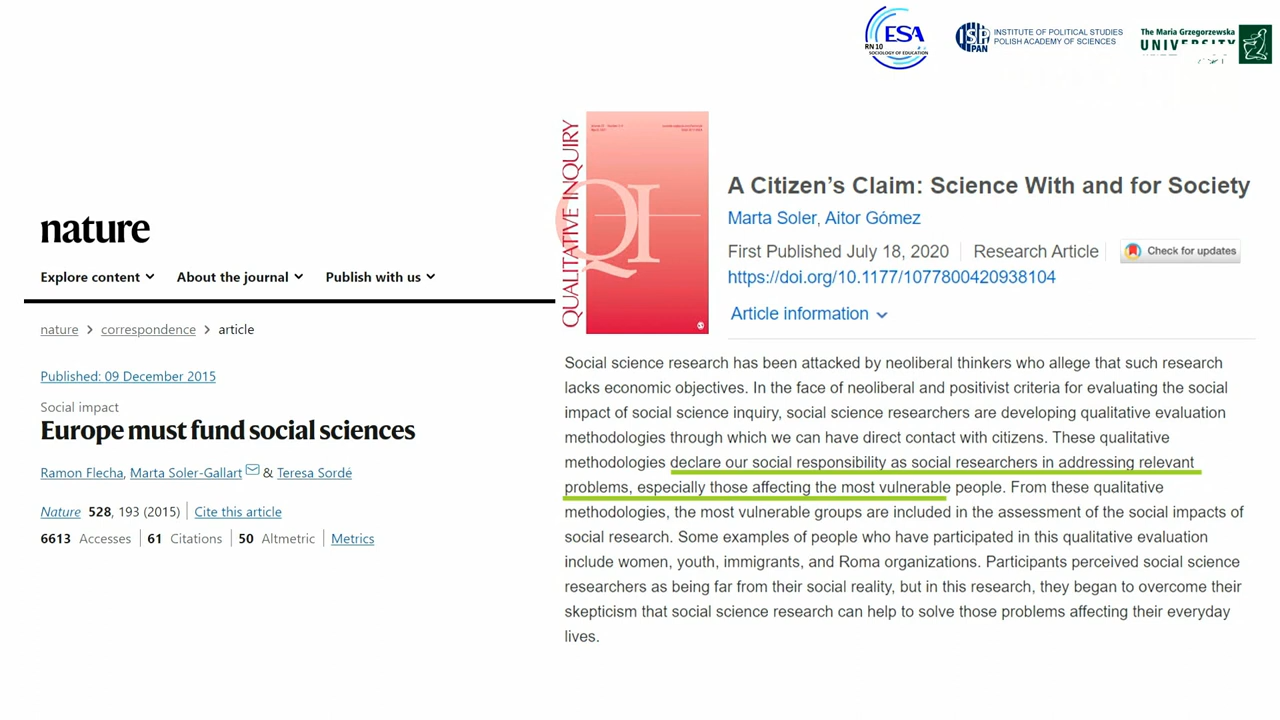 ESA
RN 10
SOCIOLOGY OF EDUCATION
ISP
PAN
INSTITUTE OF POLITICAL STUDIES
POLISH ACADEMY OF SCIENCES
The Maria Grzegorzewska
UNIVERSITY
nature
Explore content
About the journal
Publish with us
nature > correspondence > article
Published: 09 December 2015
Social impact
Europe must fund social sciences
Ramon Flecha, Marta Soler-Gallart & Teresa Sordé
Nature 528, 193 (2015) | Cite this article
6613 Accesses | 61 Citations | 50 Altmetric | Metrics
QUALITATIVE INQUIRY
QI
A Citizen’s Claim: Science With and for Society
Marta Soler, Aitor Gómez
First Published July 18, 2020 | Research Article | Check for updates
https://doi.org/10.1177/1077800420938104
Article information
Social science research has been attacked by neoliberal thinkers who allege that such research
lacks economic objectives. In the face of neoliberal and positivist criteria for evaluating the social
impact of social science inquiry, social science researchers are developing qualitative evaluation
methodologies through which we can have direct contact with citizens. These qualitative
methodologies declare our social responsibility as social researchers in addressing relevant
problems, especially those affecting the most vulnerable people. From these qualitative
methodologies, the most vulnerable groups are included in the assessment of the social impacts of
social research. Some examples of people who have participated in this qualitative evaluation
include women, youth, immigrants, and Roma organizations. Participants perceived social science
researchers as being far from their social reality, but in this research, they began to overcome their
skepticism that social science research can help to solve those problems affecting their everyday
lives.